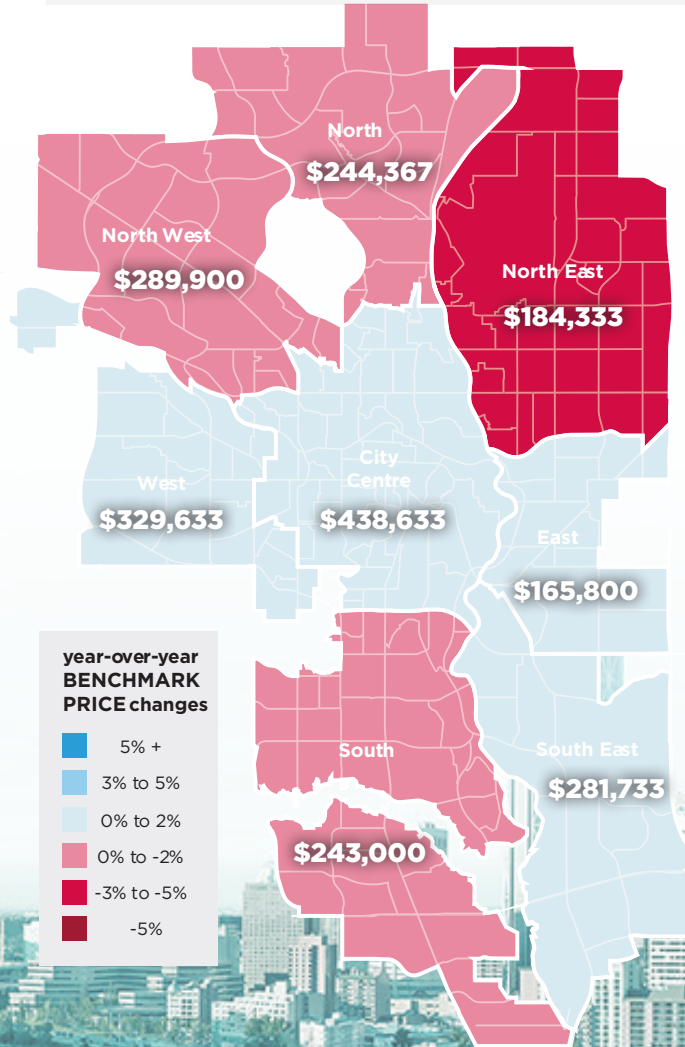 North
$244,367
North West
$289,900
North East
$184,333
City
Centre
$438,633
West
$329,633
East
$165,800
South
$243,000
South East
$281,733
year-over-year
BENCHMARK
PRICE changes
5% +
3% to 5%
0% to 2%
0% to -2%
-3% to -5%
-5%